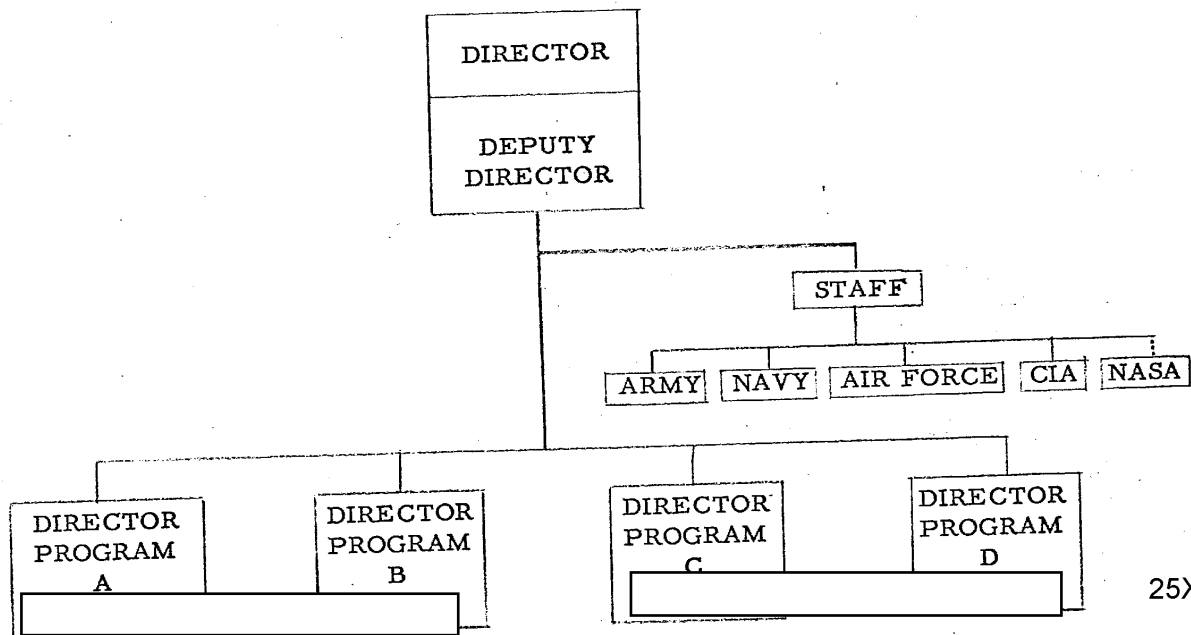 DIRECTOR
DEPUTY
DIRECTOR
STAFF
ARMY
NAVY
AIR FORCE
CIA
NASA
DIRECTOR
PROGRAM
A
DIRECTOR
PROGRAM
B
DIRECTOR
PROGRAM
C
DIRECTOR
PROGRAM
D